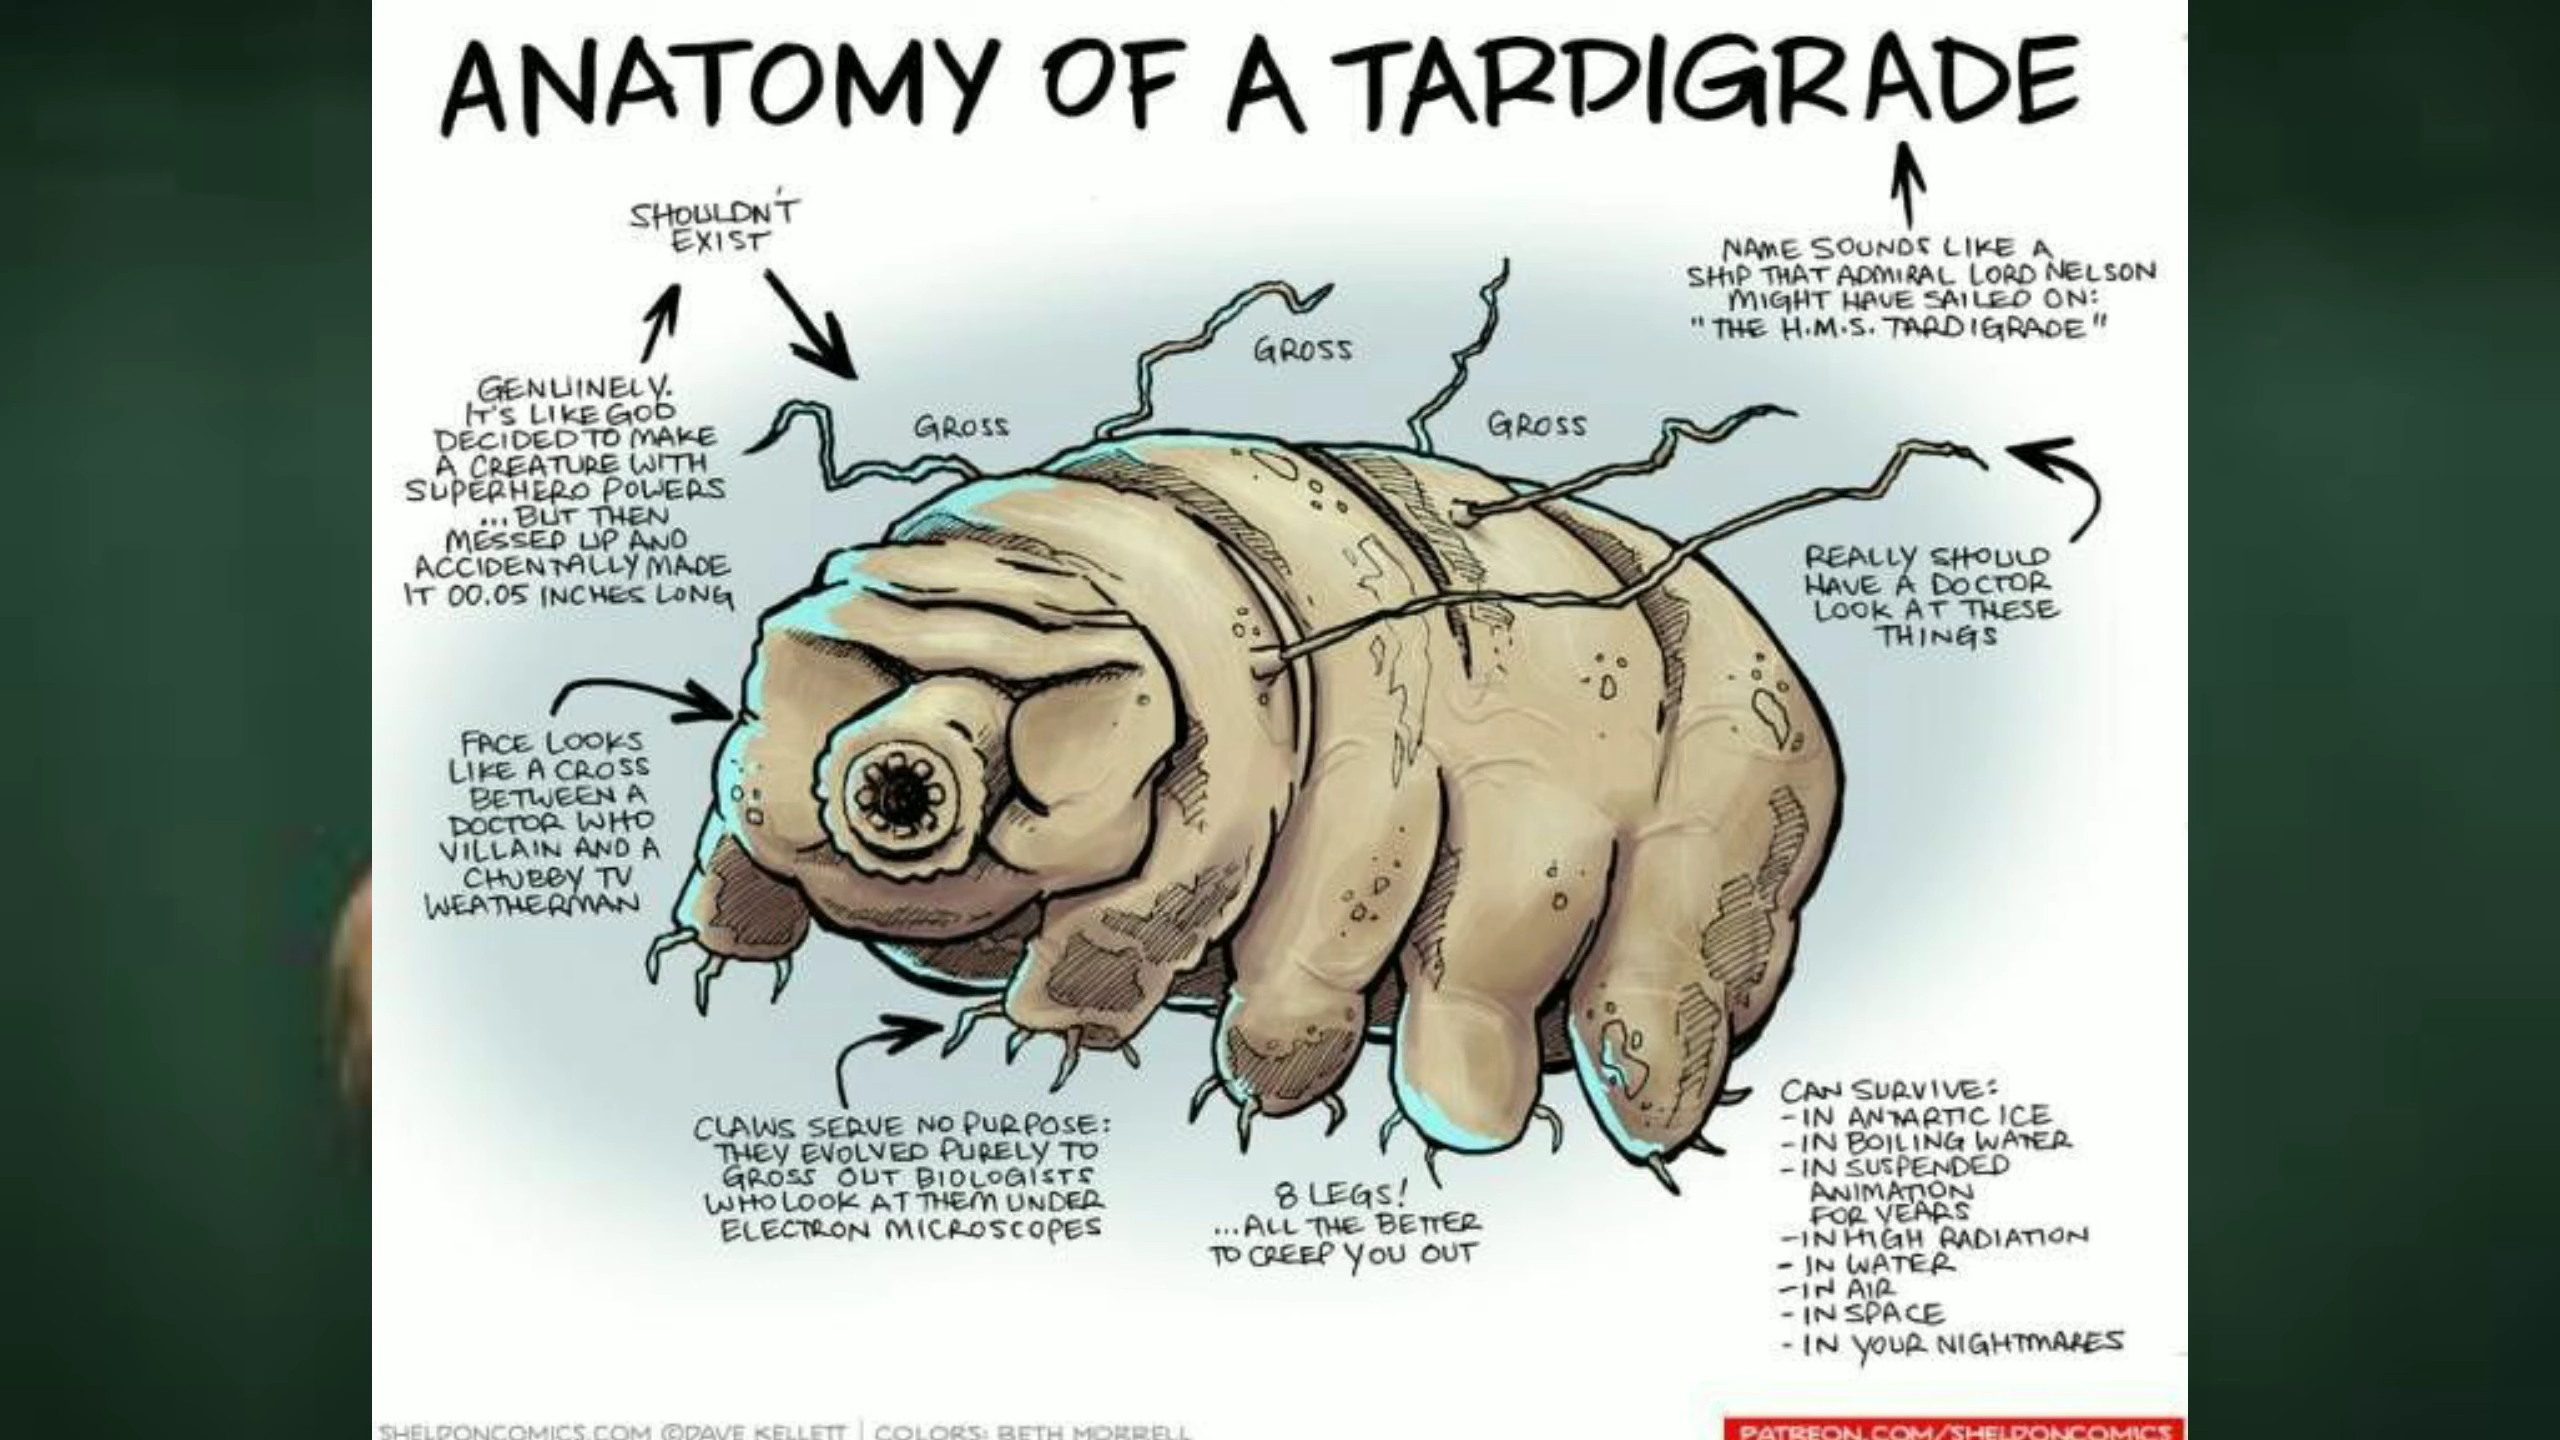 ANATOMY OF A TARDIGRADE
SHOULDN'T
EXIST
GENUINELY.
IT'S LIKE GOD
DECIDED TO MAKE
A CREATURE WITH
SUPERHERO POWERS
...BUT THEN
MESSED UP AND
ACCIDENTALLY MADE
IT 00.05 INCHES LONG
GROSS
GROSS
GROSS
NAME SOUNDS LIKE A
SHIP THAT ADMIRAL LORD NELSON
MIGHT HAVE SAILED ON:
"THE H.M.S. TARDIGRADE"
REALLY SHOULD
HAVE A DOCTOR
LOOK AT THESE
THINGS
FACE LOOKS
LIKE A CROSS
BETWEEN A
DOCTOR WHO
VILLAIN AND A
CHUBBY TV
WEATHERMAN
CLAWS SERVE NO PURPOSE:
THEY EVOLVED PURELY TO
GROSS OUT BIOLOGISTS
WHO LOOK AT THEM UNDER
ELECTRON MICROSCOPES
8 LEGS!
...ALL THE BETTER
TO CREEP YOU OUT
CAN SURVIVE:
- IN ANTARTIC ICE
- IN BOILING WATER
- IN SUSPENDED
ANIMATION
FOR YEARS
- IN HIGH RADIATION
- IN WATER
- IN AIR
- IN SPACE
- IN YOUR NIGHTMARES
SHELDONCOMICS.COM ©DAVE KELLETT | COLORS: BETH MORRELL
PATREON.COM/SHELDONCOMICS